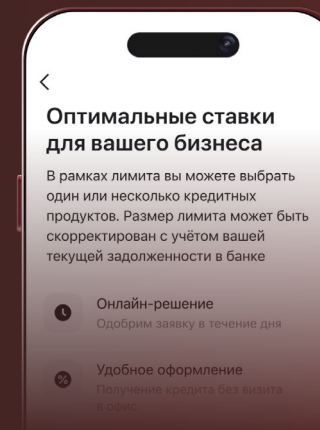 Оптимальные ставки
для вашего бизнеса
В рамках лимита вы можете выбрать
один или несколько кредитных
продуктов. Размер лимита может быть
скорректирован с учётом вашей
текущей задолженности в банке
Онлайн-решение
Одобрим заявку в течение дня
Удобное оформление
Получение кредита без визита
в офис